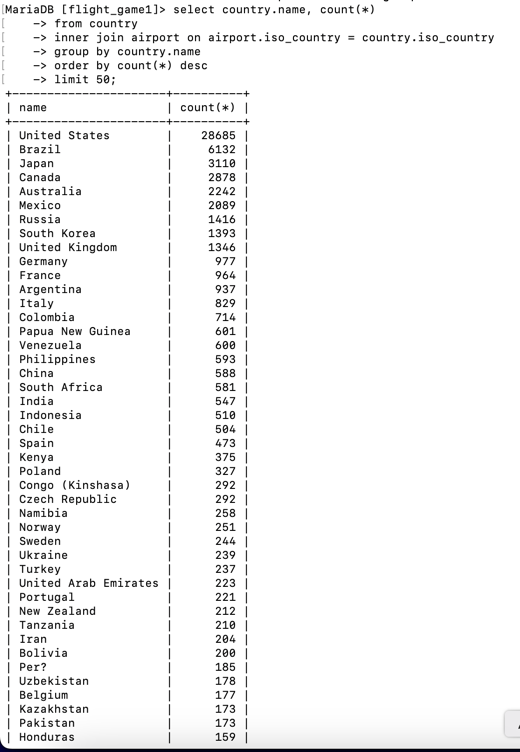 [MariaDB [flight_game1]> select country.name, count(*)
[    -> from country
[    -> inner join airport on airport.iso_country = country.iso_country
[    -> group by country.name
[    -> order by count(*) desc
[    -> limit 50;
+----------------------+----------+
| name                 | count(*) |
+----------------------+----------+
| United States        |    28685 |
| Brazil               |     6132 |
| Japan                |     3110 |
| Canada               |     2878 |
| Australia            |     2242 |
| Mexico               |     2089 |
| Russia               |     1416 |
| South Korea          |     1393 |
| United Kingdom       |     1346 |
| Germany              |      977 |
| France               |      964 |
| Argentina            |      937 |
| Italy                |      829 |
| Colombia             |      714 |
| Papua New Guinea     |      601 |
| Venezuela            |      600 |
| Philippines          |      593 |
| China                |      588 |
| South Africa         |      581 |
| India                |      547 |
| Indonesia            |      510 |
| Chile                |      504 |
| Spain                |      473 |
| Kenya                |      375 |
| Poland               |      327 |
| Congo (Kinshasa)     |      292 |
| Czech Republic       |      292 |
| Namibia              |      258 |
| Norway               |      251 |
| Sweden               |      244 |
| Ukraine              |      239 |
| Turkey               |      237 |
| United Arab Emirates |      223 |
| Portugal             |      221 |
| New Zealand          |      212 |
| Tanzania             |      210 |
| Iran                 |      204 |
| Bolivia              |      200 |
| Per?                 |      185 |
| Uzbekistan           |      178 |
| Belgium              |      177 |
| Kazakhstan           |      173 |
| Pakistan             |      173 |
| Honduras             |      159 |